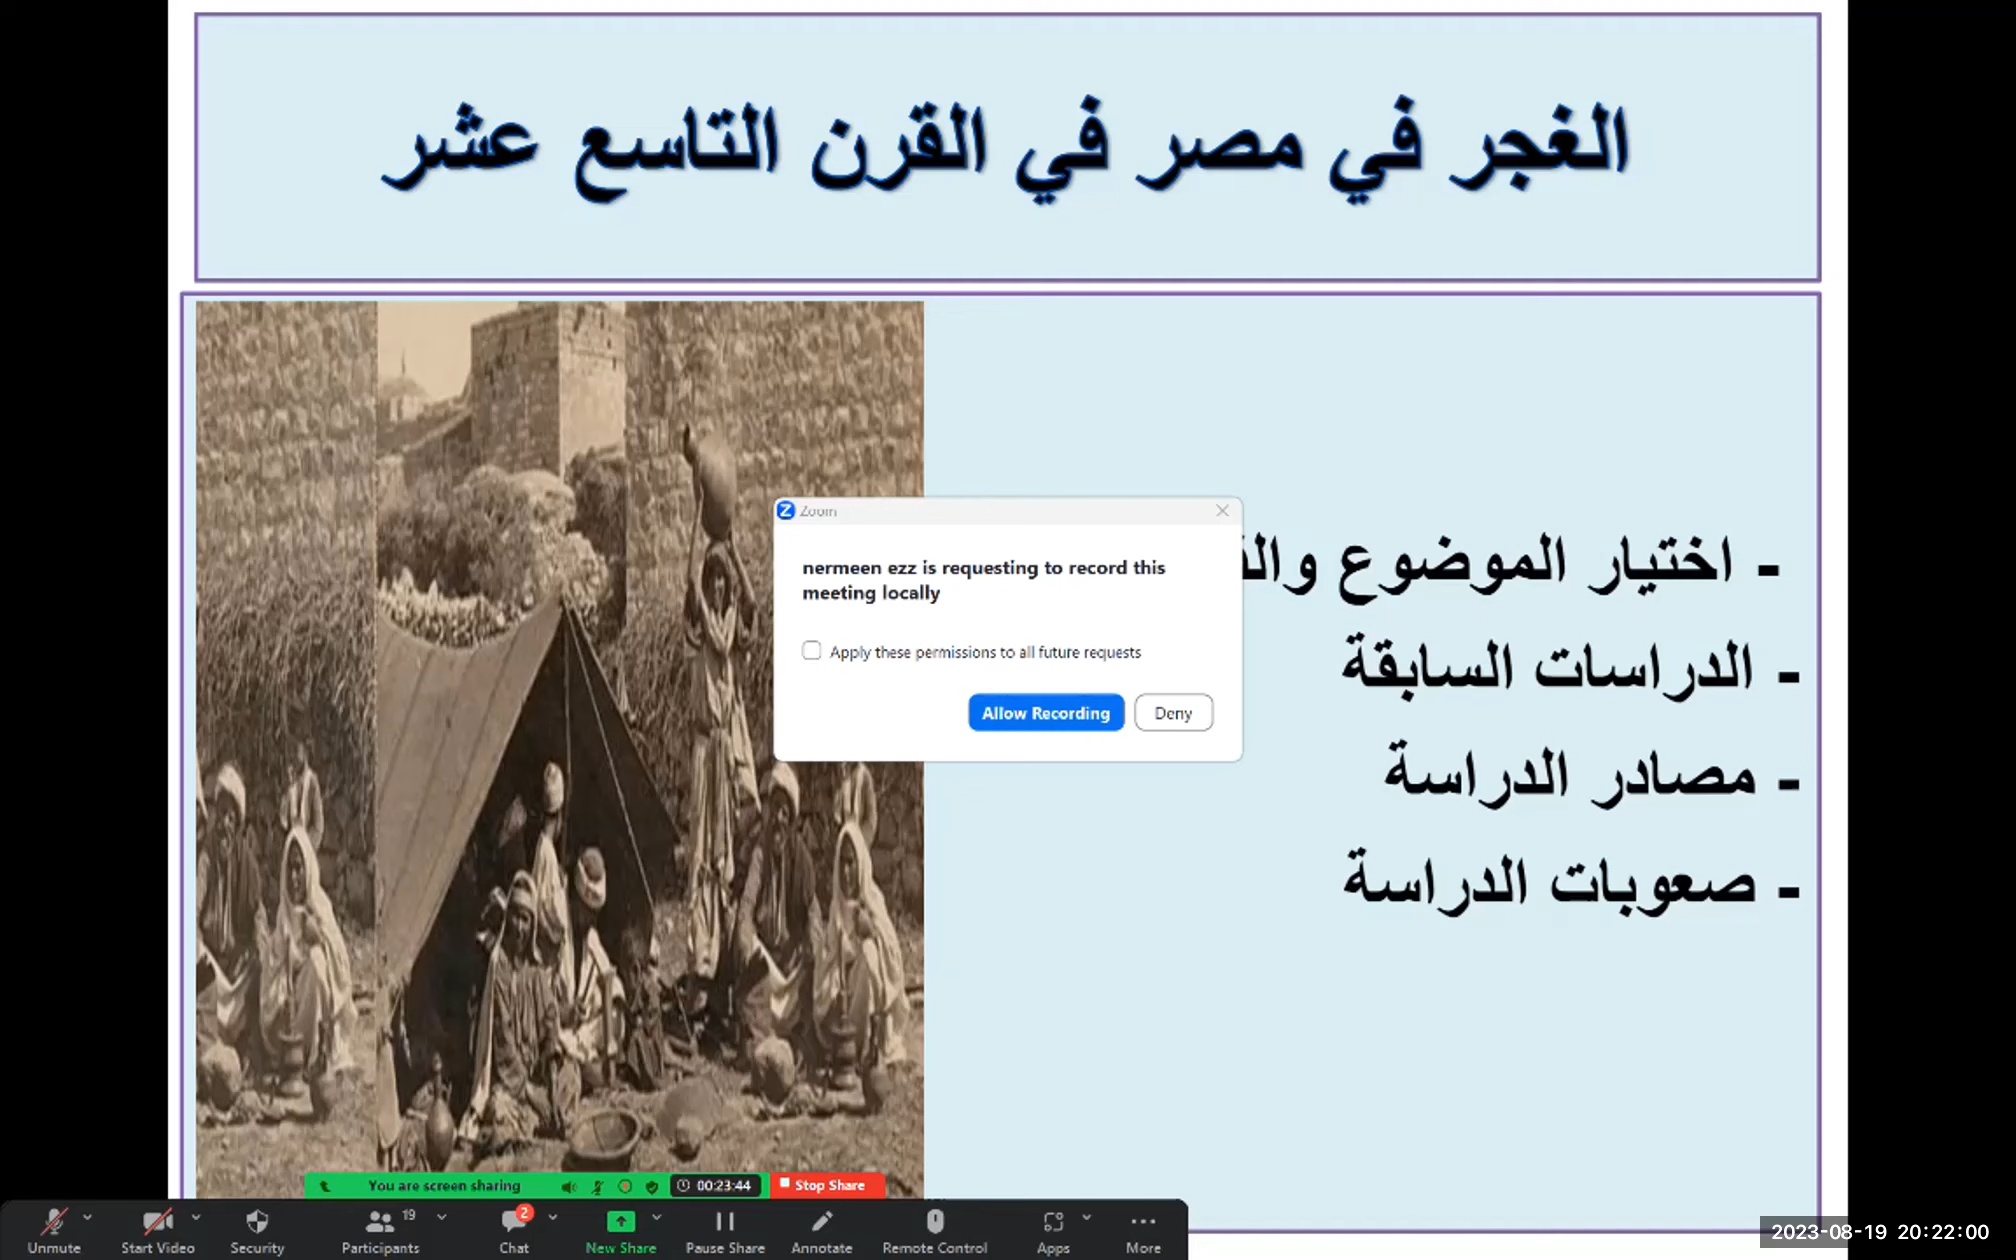 الغجر في مصر في القرن التاسع عشر
Zoom
nermeen ezz is requesting to record this
meeting locally
Apply these permissions to all future requests
Allow Recording
Deny
- اختيار الموضوع
- الدراسات السابقة
- مصادر الدراسة
- صعوبات الدراسة
You are screen sharing
00:23:44
Stop Share
19
2
Unmute
Start Video
Security
Participants
Chat
New Share
Pause Share
Annotate
Remote Control
Apps
More
2023-08-19 20:22:00